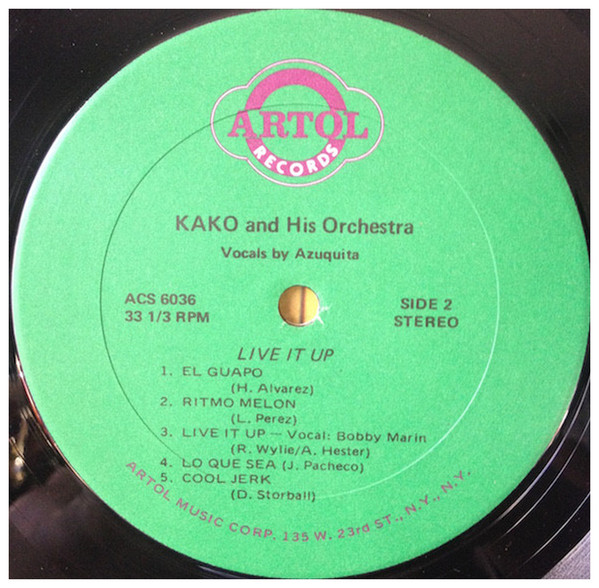 ARTOL
RECORDS
KAKO and His Orchestra
Vocals by Azuquita
ACS 6036
33 1/3 RPM
SIDE 2
STEREO
LIVE IT UP
1. EL GUAPO
(H. Alvarez)
2. RITMO MELON
(L. Perez)
3. LIVE IT UP – Vocal: Bobby Marin
(R. Wylie/A. Hester)
4. LO QUE SEA (J. Pacheco)
5. COOL JERK
(D. Storball)
ARTOL MUSIC CORP. 135 W. 23rd ST., N.Y., N.Y.